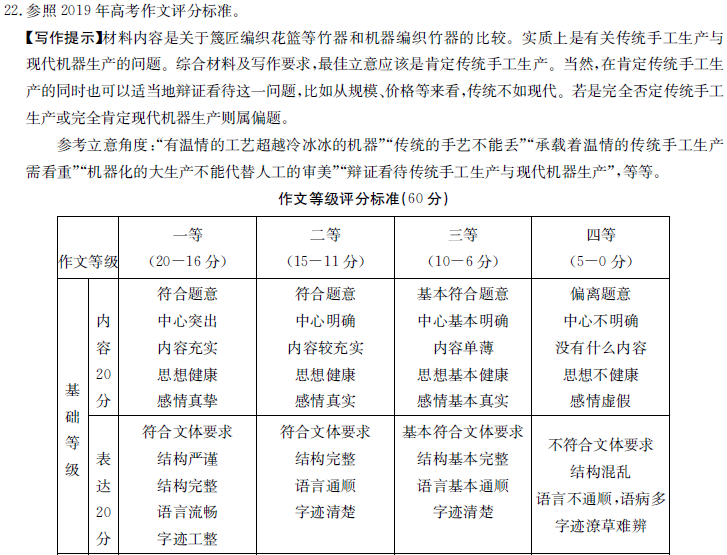 22.参照 2019 年高考作文评分标准。
【写作提示】材料内容是关于篾匠编织花篮等竹器和机器编织竹器的比较。实质上是有关传统手工生产与
现代机器生产的问题。综合材料及写作要求,最佳立意应该是肯定传统手工生产。当然,在肯定传统手工生
产的同时也可以适当地辩证看待这一问题,比如从规模、价格等来看,传统不如现代。若是完全否定传统手工
生产或完全肯定现代机器生产则属偏题。
参考立意角度:“有温情的工艺超越冷冰冰的机器”“传统的手艺不能丢”“承载着温情的传统手工生产
需看重”“机器化的大生产不能代替人工的审美”“辩证看待传统手工生产与现代机器生产”,等等。
作文等级评分标准(60 分)
作文等级 一等 二等 三等 四等
(20-16 分) (15-11 分) (10-6 分) (5-0 分)
基础等级
内容20分
符合题意
中心突出
内容充实
思想健康
感情真挚
符合题意
中心明确
内容较充实
思想健康
感情真实
基本符合题意
中心基本明确
内容单薄
思想基本健康
感情基本真实
偏离题意
中心不明确
没有什么内容
思想不健康
感情虚假
表达20分
符合文体要求
结构严谨
结构完整
语言流畅
字迹工整
符合文体要求
结构完整
语言通顺
字迹清楚
基本符合文体要求
结构基本完整
语言基本通顺
字迹清楚
不符合文体要求
结构混乱
语言不通顺,语病多
字迹潦草难辨